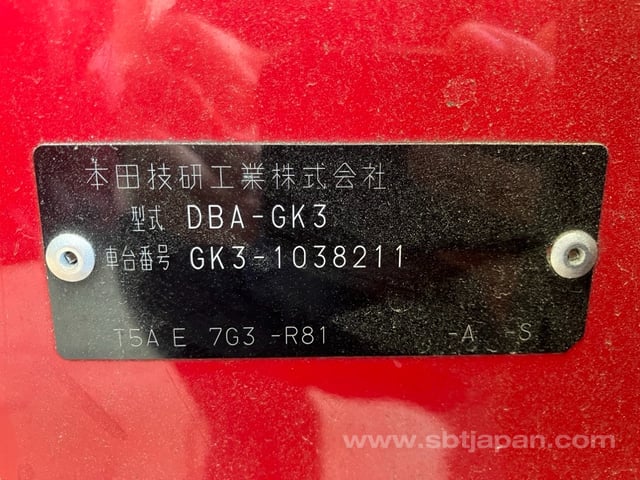 本田技研工業株式会社
型式 DBA-GK3
車台番号 GK3-1038211
T5A E 7G3 -R81 -A -S
www.sbtjapan.com